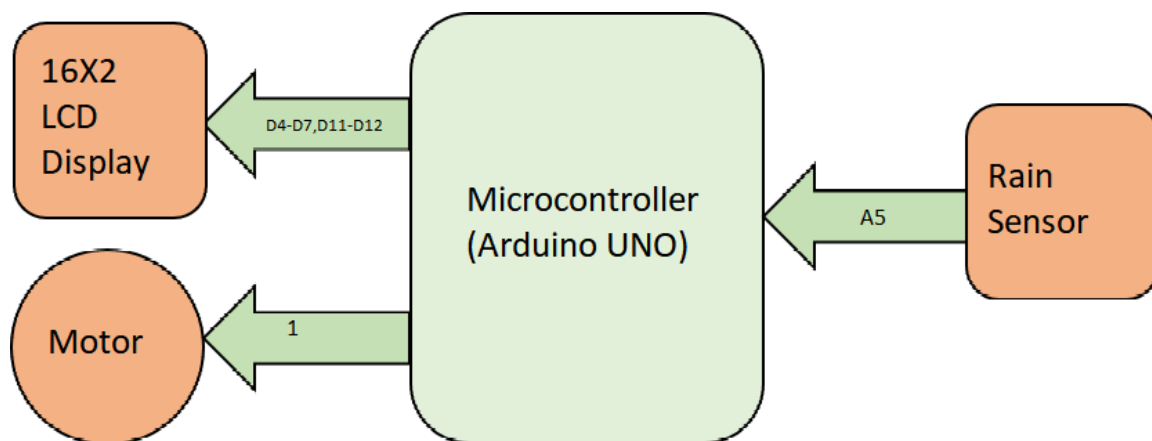 16X2
LCD
Display
D4-D7,D11-D12
Microcontroller
(Arduino UNO)
A5
Rain
Sensor
Motor
1